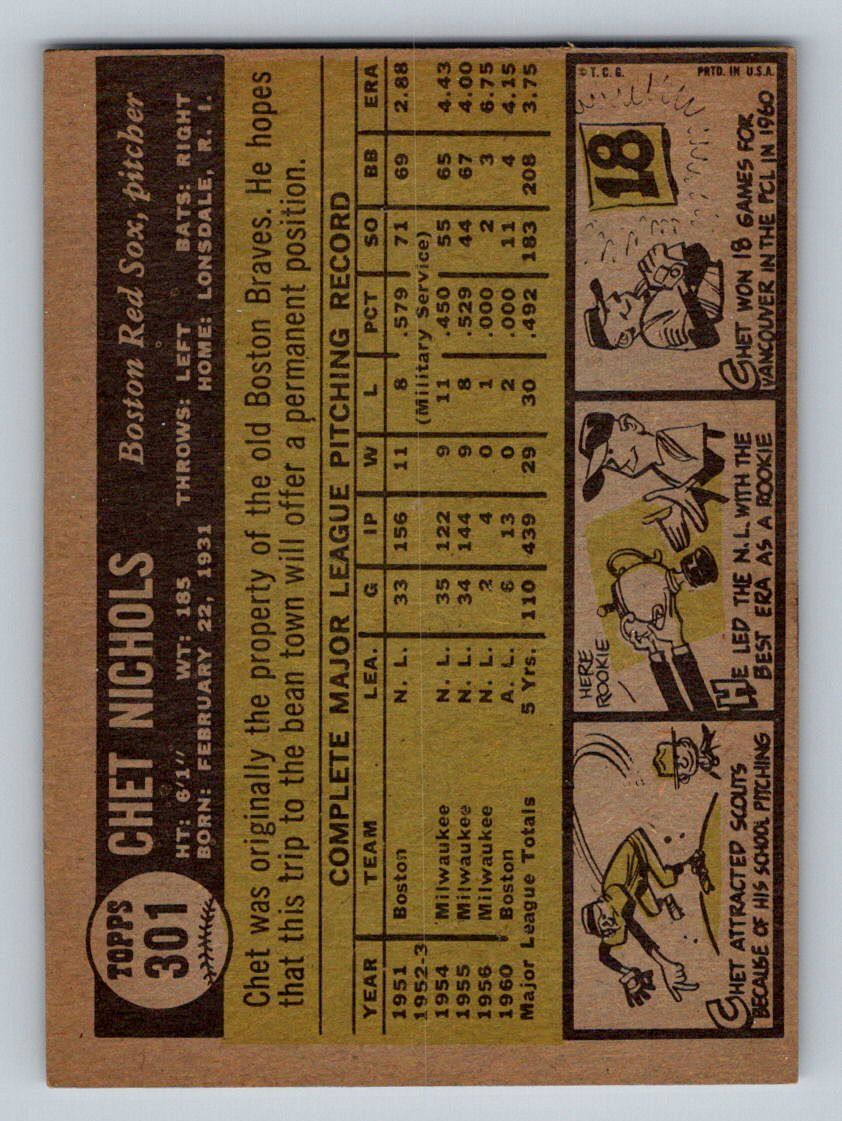 TOPPS
301
CHET NICHOLS
Boston Red Sox, pitcher
HT: 6'1" WT: 185 THROWS: LEFT BATS: RIGHT
BORN: FEBRUARY 22, 1931 HOME: LONSDALE, R. I.
Chet was originally the property of the old Boston Braves. He hopes
that this trip to the bean town will offer a permanent position.
COMPLETE MAJOR LEAGUE PITCHING RECORD
YEAR TEAM LEA. G IP W L PCT SO BB ERA
1951 Boston N. L. 33 156 11 8 .579 71 69 2.88
1952-3 (Military Service)
1954 Milwaukee N. L. 35 122 9 11 .450 55 65 4.43
1955 Milwaukee N. L. 34 144 9 8 .529 44 67 4.00
1956 Milwaukee N. L. 2 4 0 1 .000 2 3 6.75
1960 Boston A. L. 6 13 0 2 .000 11 4 4.15
Major League Totals 5 Yrs. 110 439 29 30 .492 183 208 3.75
CHET ATTRACTED SCOUTS
BECAUSE OF HIS SCHOOL PITCHING
HERE
ROOKIE
HE LED THE N.L. WITH THE
BEST ERA AS A ROOKIE
18
CHET WON 18 GAMES FOR
VANCOUVER IN THE PCL IN 1960
© T. C. G. PRTD. IN U.S.A.